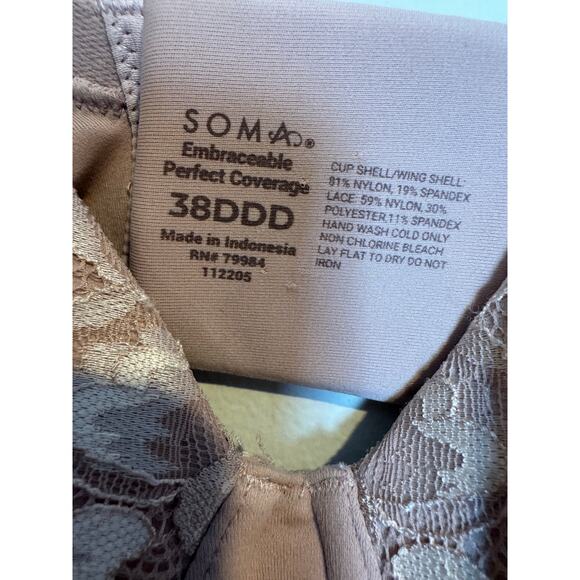 SOMA®
Embraceable
Perfect Coverage
38DDD
Made in Indonesia
RN# 79984
112205
CUP SHELL/WING SHELL:
81% NYLON, 19% SPANDEX
LACE: 59% NYLON, 30%
POLYESTER,11% SPANDEX
HAND WASH COLD ONLY
NON CHLORINE BLEACH
LAY FLAT TO DRY DO NOT
IRON